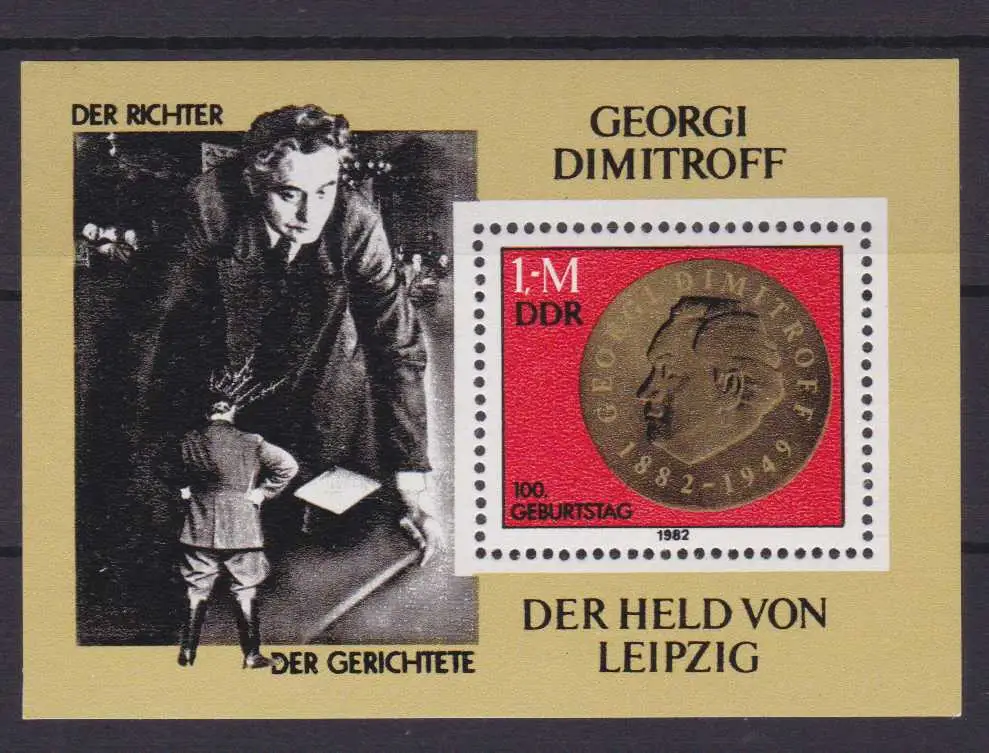 DER RICHTER
DER GERICHTETE
GEORGI
DIMITROFF
1,-M
DDR
GEORGI DIMITROFF
1882-1949
100.
GEBURTSTAG
1982
DER HELD VON
LEIPZIG